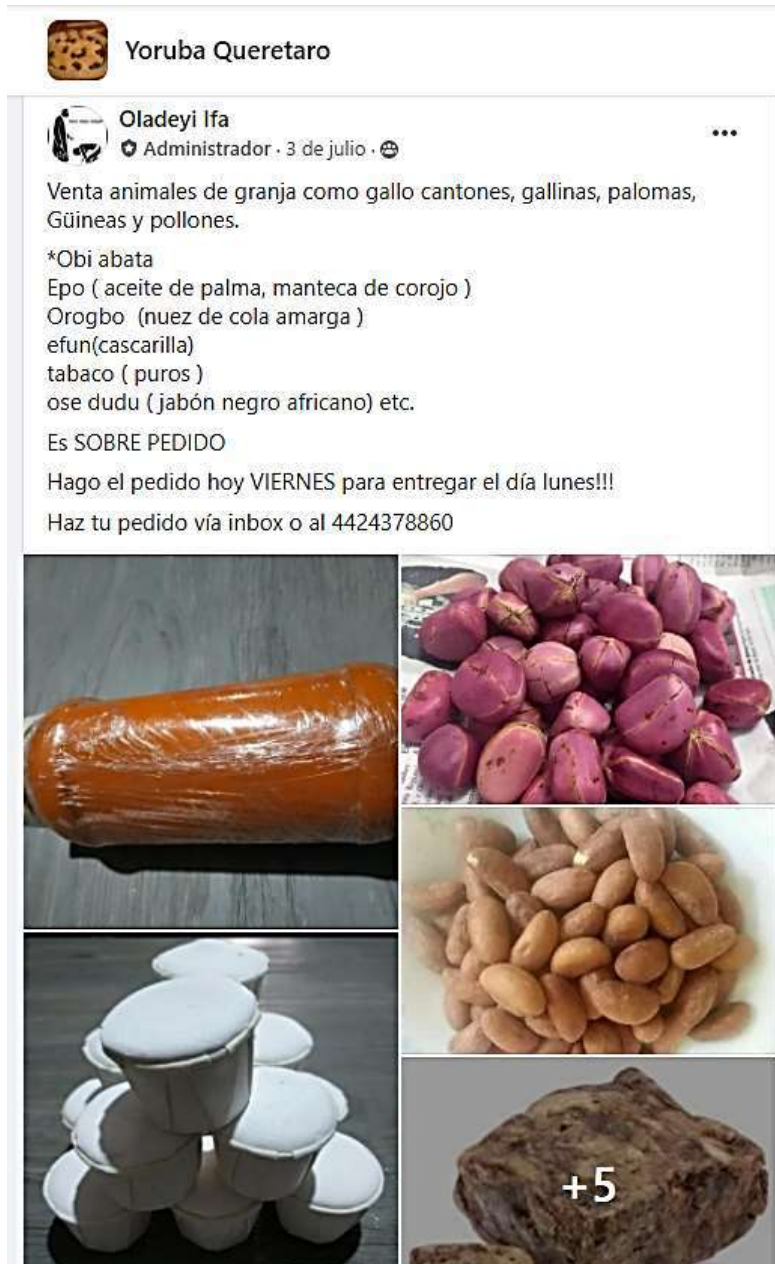 Yoruba Queretaro
Oladeyi Ifa
Administrador · 3 de julio ·
Venta animales de granja como gallo cantones, gallinas, palomas,
Güineas y pollones.
*Obi abata
Epo ( aceite de palma, manteca de corojo )
Orogbo (nuez de cola amarga )
efun(cascarilla)
tabaco ( puros )
ose dudu ( jabón negro africano) etc.
Es SOBRE PEDIDO
Hago el pedido hoy VIERNES para entregar el día lunes!!!
Haz tu pedido vía inbox o al 4424378860
+5